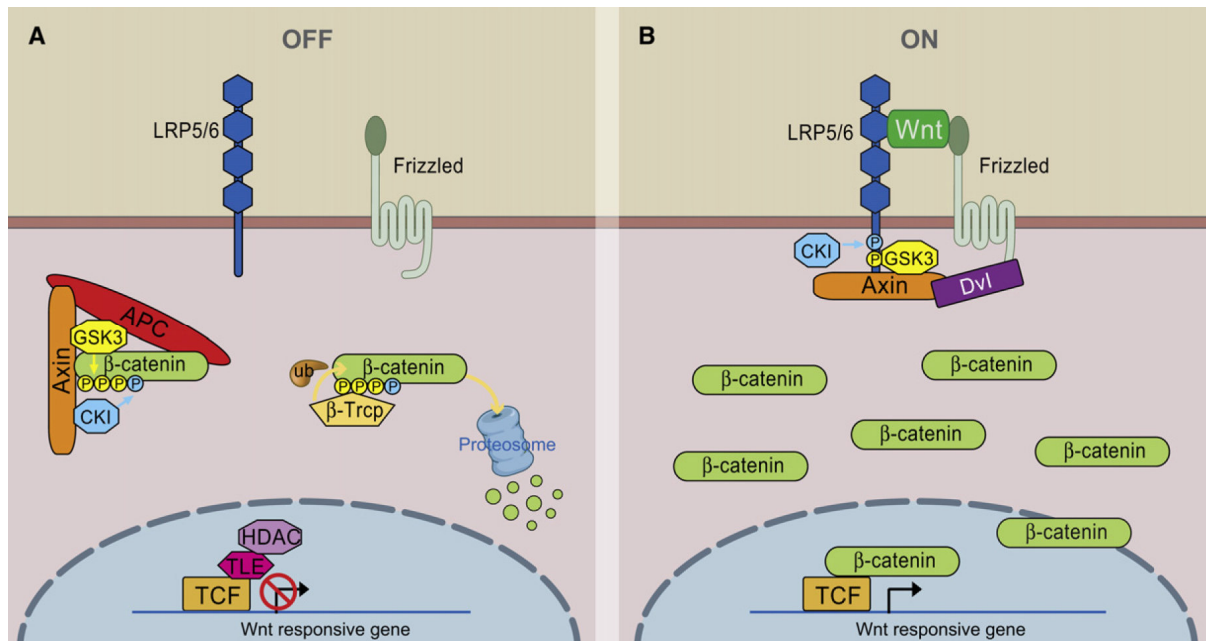 A
OFF
LRP5/6
Frizzled
APC
Axin
GSK3
β-catenin
P P P P
CKI
ub
β-catenin
P P P P
β-Trcp
Proteosome
HDAC
TLE
TCF
Wnt responsive gene
B
ON
LRP5/6
Wnt
Frizzled
CKI
P
P
GSK3
Axin
Dvl
β-catenin
β-catenin
β-catenin
β-catenin
β-catenin
β-catenin
β-catenin
TCF
Wnt responsive gene